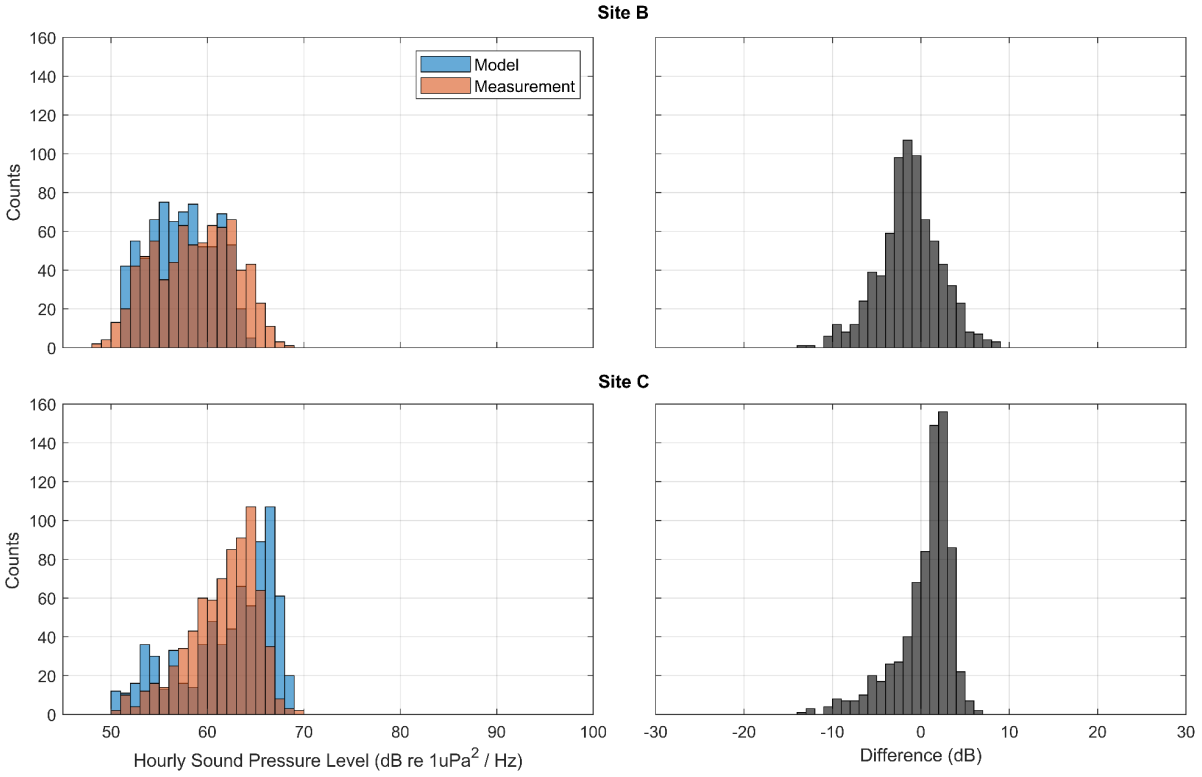 Site B
160
140
120
100
80
60
40
20
0
Counts
Model
Measurement
Site C
160
140
120
100
80
60
40
20
0
Counts
50 60 70 80 90 100
Hourly Sound Pressure Level (dB re 1uPa² / Hz)
-30 -20 -10 0 10 20 30
Difference (dB)